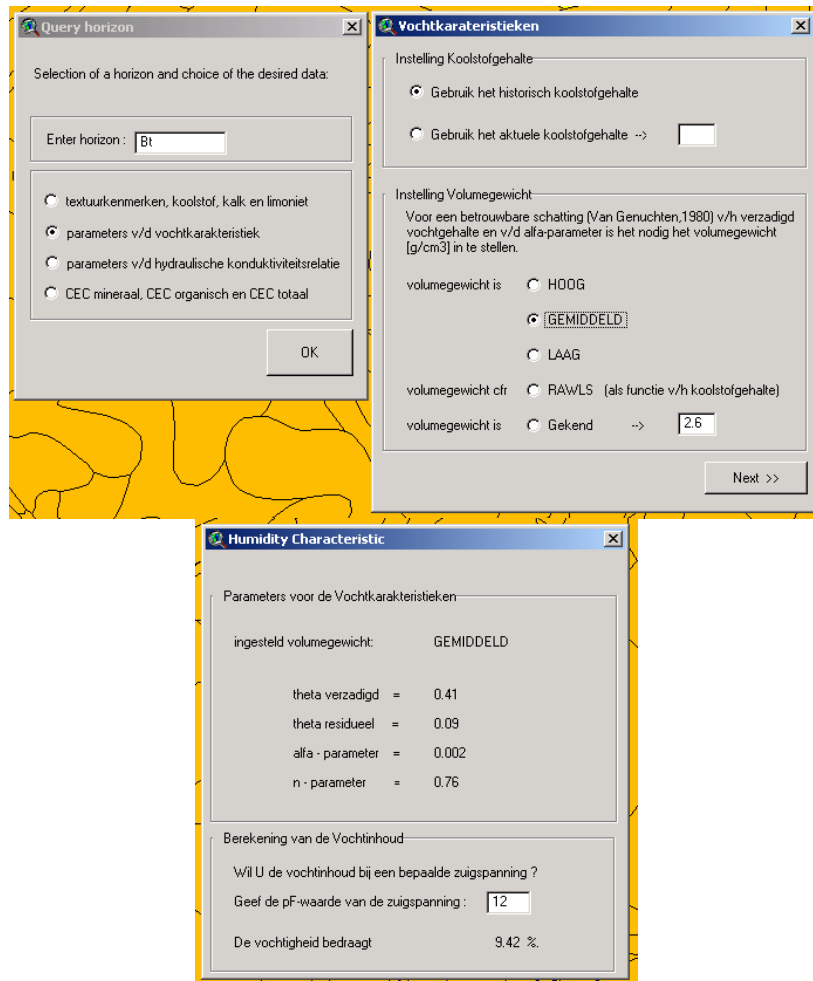 Query horizon
Selection of a horizon and choice of the desired data:
Enter horizon : Bt
textuurkenmerken, koolstof, kalk en limoniet
parameters v/d vochtkarakteristiek
parameters v/d hydraulische konduktiviteitsrelatie
CEC mineraal, CEC organisch en CEC totaal
OK
Vochtkarateristieken
Instelling Koolstofgehalte
Gebruik het historisch koolstofgehalte
Gebruik het aktuele koolstofgehalte -->
Instelling Volumegewicht
Voor een betrouwbare schatting (Van Genuchten,1980) v/h verzadigd
vochtgehalte en v/d alfa-parameter is het nodig het volumegewicht
[g/cm3] in te stellen.
volumegewicht is HOOG
GEMIDDELD
LAAG
volumegewicht cfr RAWLS (als functie v/h koolstofgehalte)
volumegewicht is Gekend --> 2.6
Next >>
Humidity Characteristic
Parameters voor de Vochtkarakteristieken
ingesteld volumegewicht: GEMIDDELD
theta verzadigd = 0.41
theta residueel = 0.09
alfa - parameter = 0.002
n - parameter = 0.76
Berekening van de Vochtinhoud
Wil U de vochtinhoud bij een bepaalde zuigspanning ?
Geef de pF-waarde van de zuigspanning : 12
De vochtigheid bedraagt 9.42 %.